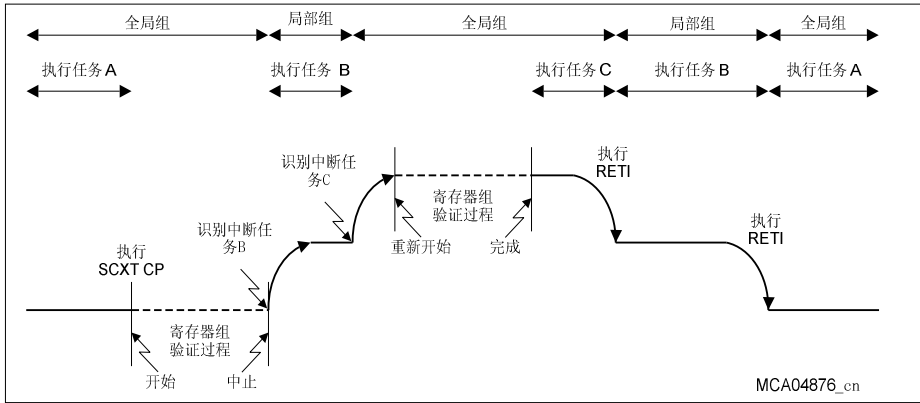 全局组
局部组
全局组
局部组
全局组
执行任务A
执行任务 B
执行任务C
执行任务B
执行任务A
识别中断任
务C
执行
RETI
寄存器组
验证过程
识别中断任
务B
重新开始
完成
执行
RETI
执行
SCXT CP
寄存器组
验证过程
开始
中止
MCA04876_cn